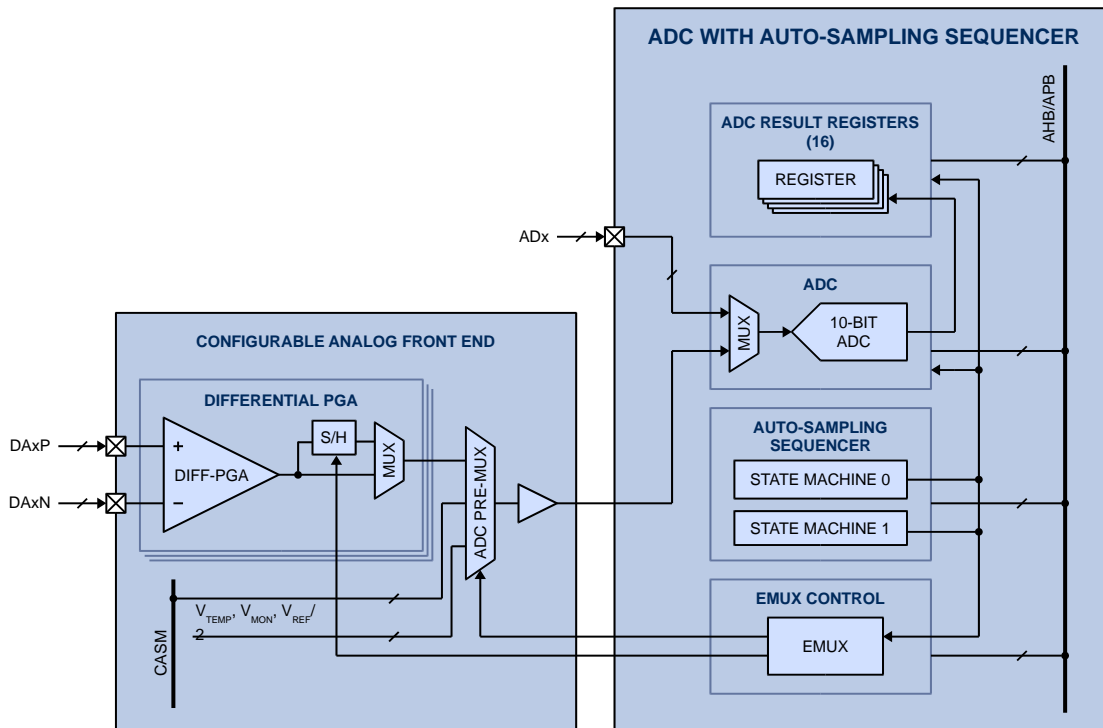 ADC WITH AUTO-SAMPLING SEQUENCER
AHB/APB
ADC RESULT REGISTERS
(16)
REGISTER
ADx
ADC
MUX
10-BIT
ADC
CONFIGURABLE ANALOG FRONT END
DIFFERENTIAL PGA
DAxP
DAxN
+
DIFF-PGA
−
S/H
MUX
ADC PRE-MUX
AUTO-SAMPLING
SEQUENCER
STATE MACHINE 0
STATE MACHINE 1
CASM
VTEMP, VMON, VREF/
2
EMUX CONTROL
EMUX